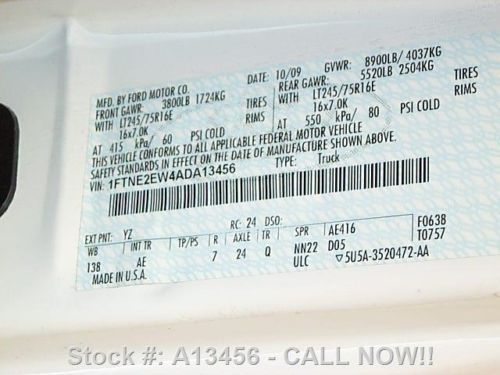 MFD. BY FORD MOTOR CO. DATE: 10/09 GVWR: 8900LB/ 4037KG
FRONT GAWR: 3800LB 1724KG REAR GAWR: 5520LB 2504KG
WITH LT245/75R16E TIRES WITH LT245/75R16E TIRES
16x7.0K RIMS 16x7.0K RIMS
AT 415 kPa/ 60 PSI COLD AT 550 kPa/ 80 PSI COLD
THIS VEHICLE CONFORMS TO ALL APPLICABLE FEDERAL MOTOR VEHICLE
SAFETY STANDARDS IN EFFECT ON THE DATE OF MANUFACTURE SHOWN ABOVE.
VIN: 1FTNE2EW4ADA13456 TYPE: Truck
EXT PNT: YZ RC: 24 DSO:
WB INT TR TP/PS R AXLE TR SPR AE416 F0638
138 AE 7 24 Q NN22 D05 T0757
MADE IN U.S.A. ULC ▽5U5A-3520472-AA
Stock #: A13456 - CALL NOW!!